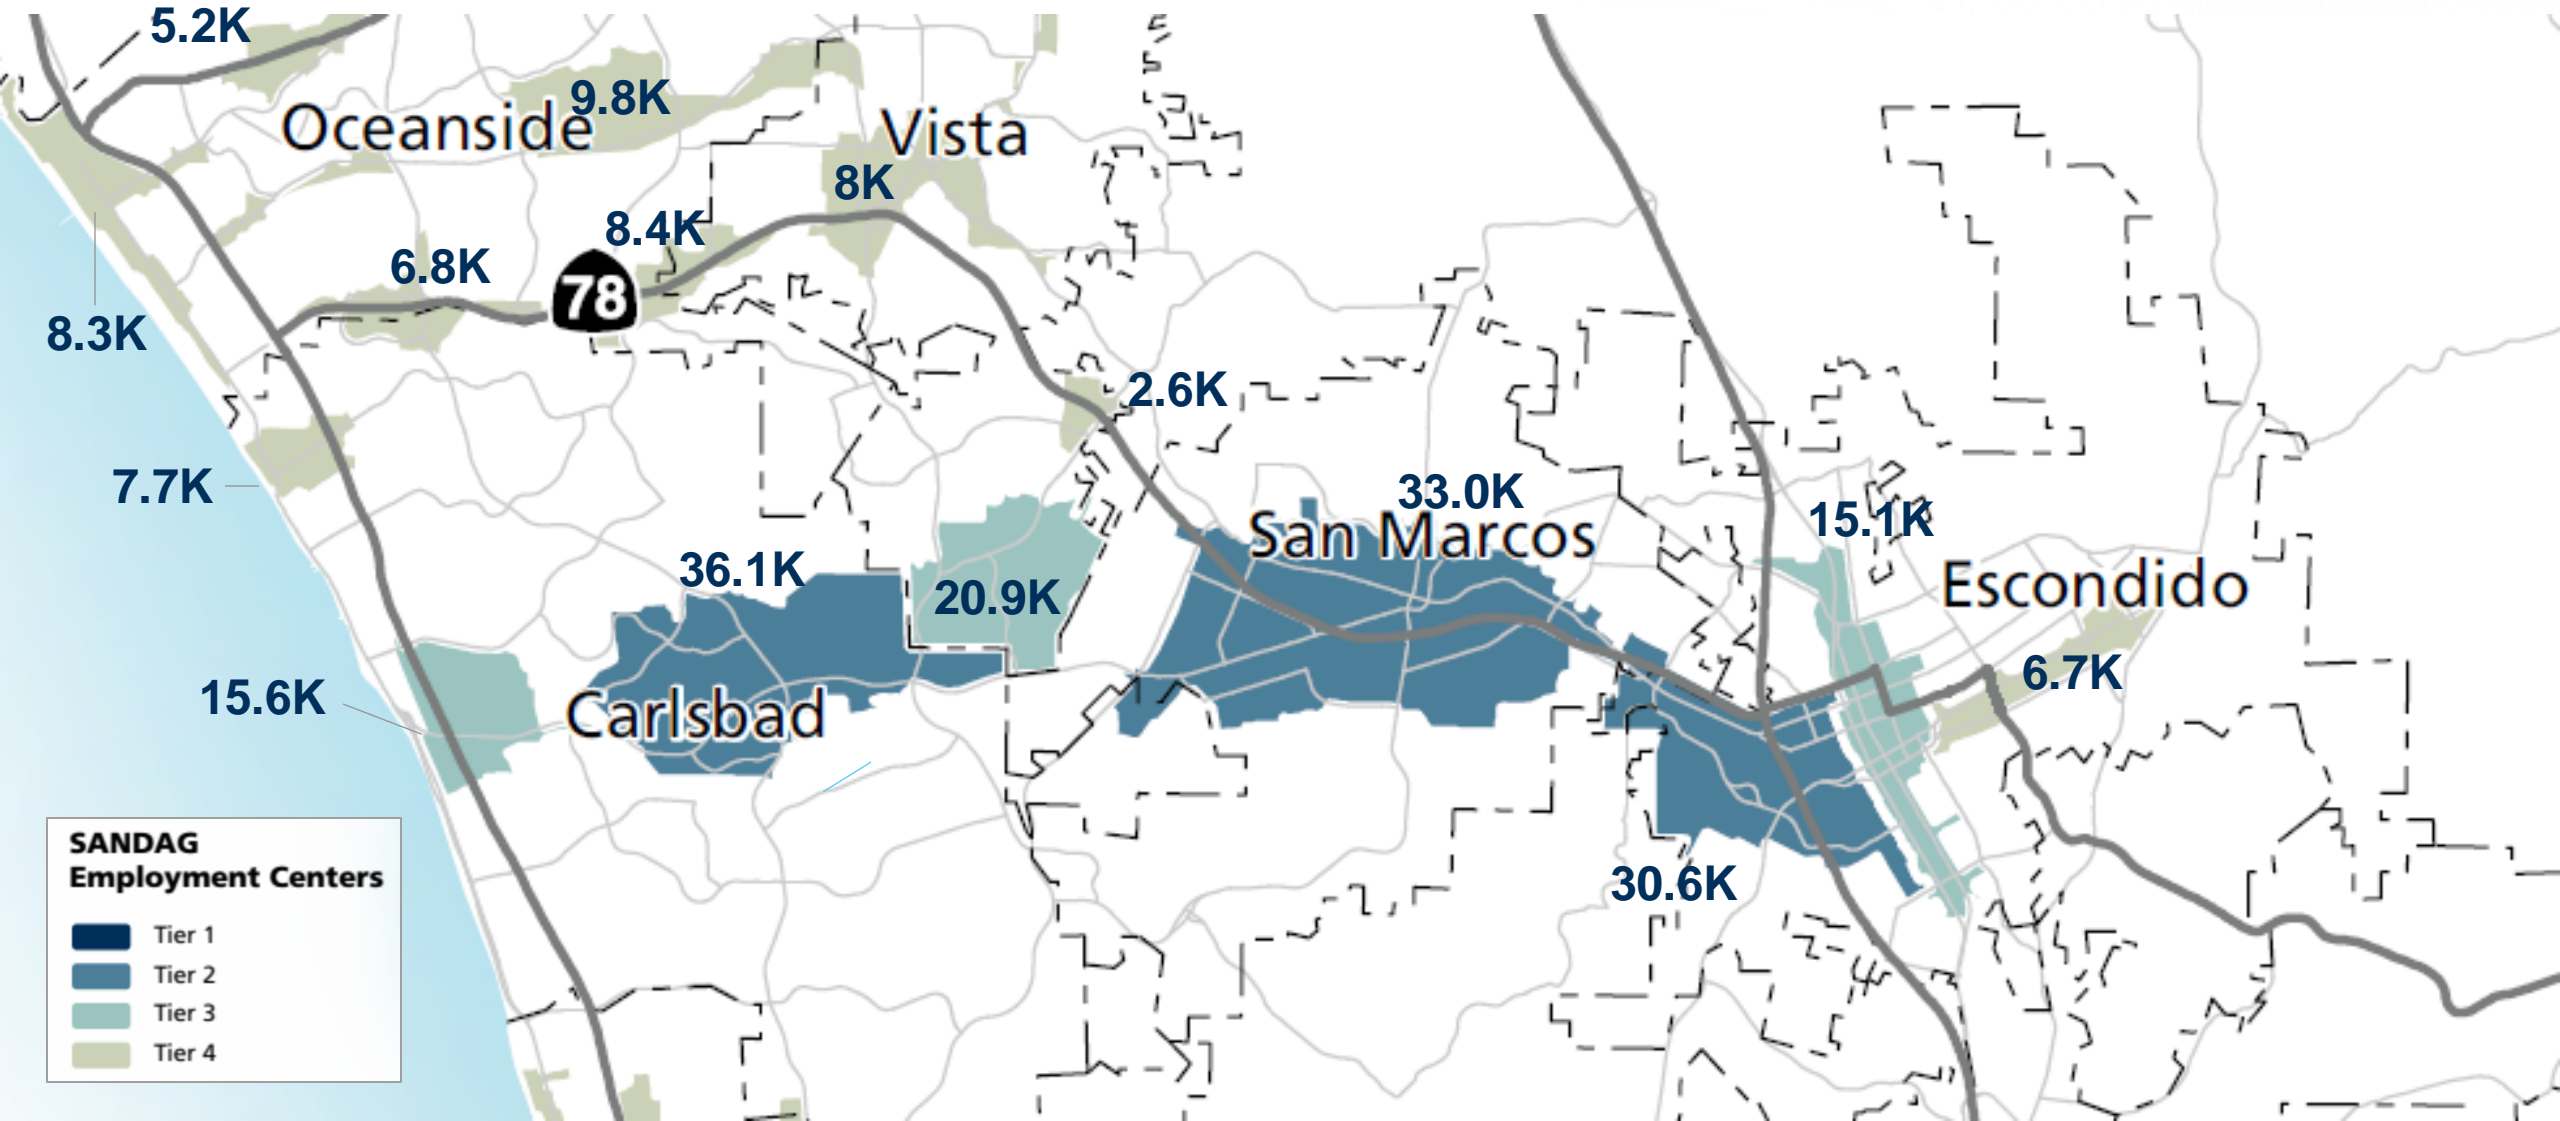 5.2K
9.8K
Oceanside
Vista
8K
8.4K
6.8K
78
8.3K
2.6K
7.7K
33.0K
San Marcos
15.1K
36.1K
20.9K
Escondido
6.7K
15.6K
Carlsbad
30.6K
SANDAG
Employment Centers
Tier 1
Tier 2
Tier 3
Tier 4